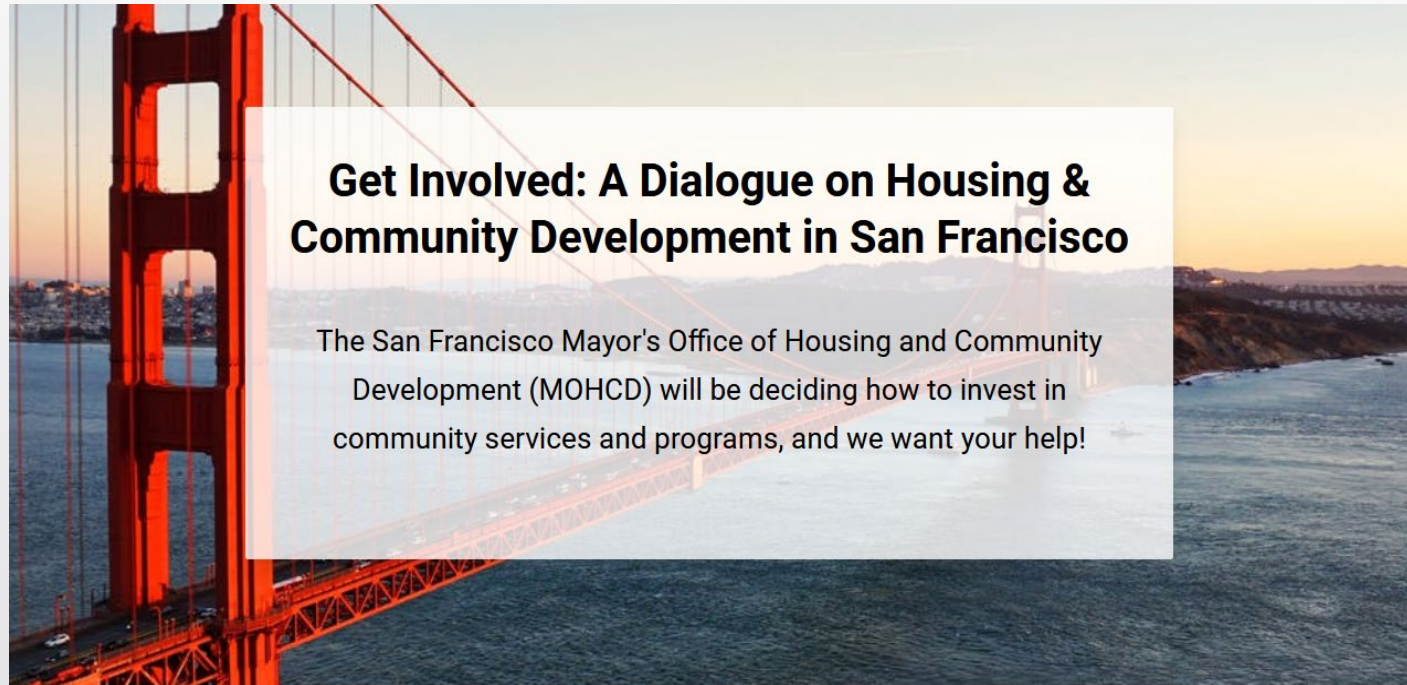 Get Involved: A Dialogue on Housing &
Community Development in San Francisco
The San Francisco Mayor's Office of Housing and Community
Development (MOHCD) will be deciding how to invest in
community services and programs, and we want your help!